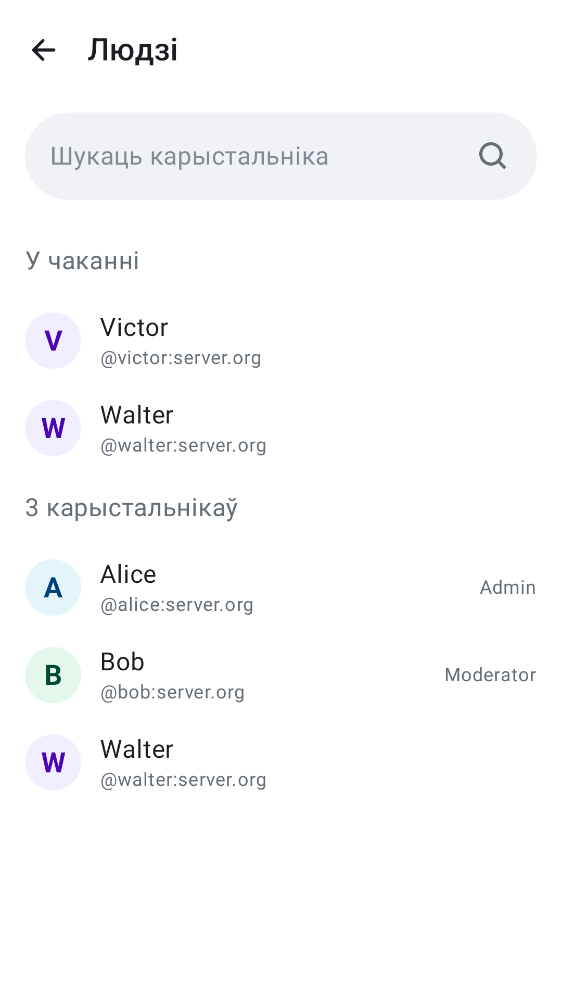 Людзі
Шукаць карыстальніка
У чаканні
V
Victor
@victor:server.org
W
Walter
@walter:server.org
3 карыстальнікаў
A
Alice
@alice:server.org
Admin
B
Bob
@bob:server.org
Moderator
W
Walter
@walter:server.org